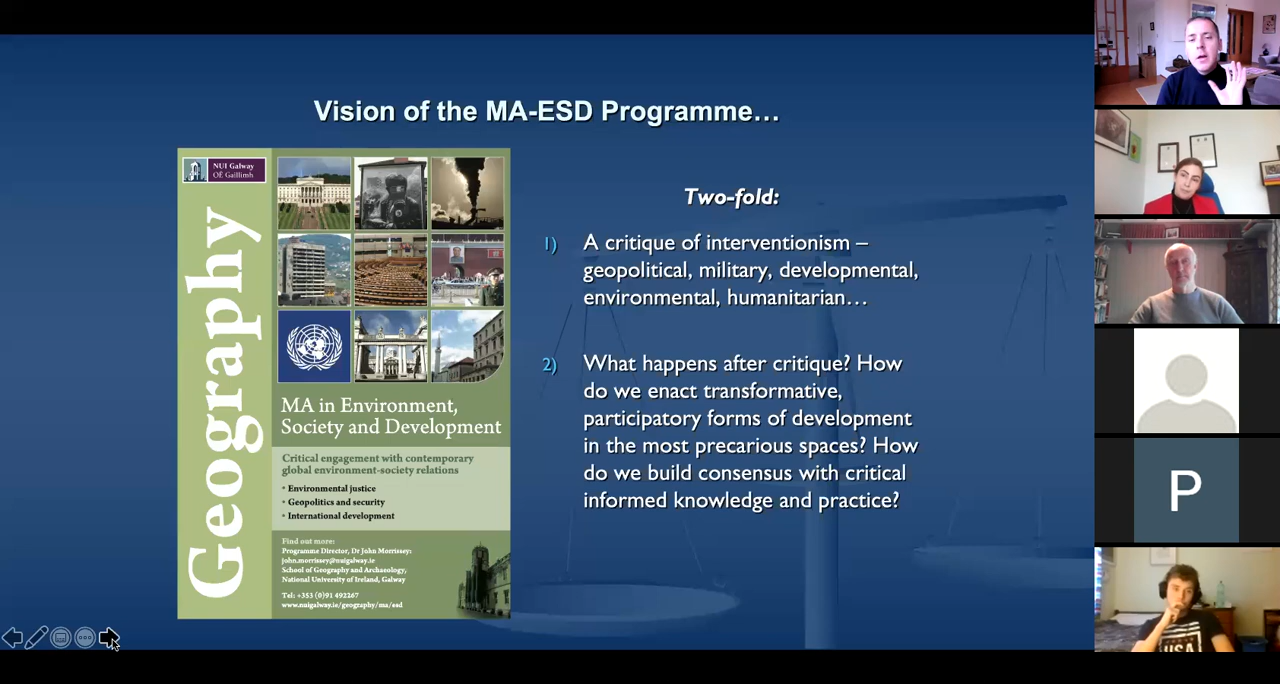 Vision of the MA-ESD Programme…
NUI Galway
OÉ Gaillimh
Geography
MA in Environment,
Society and Development
Critical engagement with contemporary
global environment-society relations
• Environmental justice
• Geopolitics and security
• International development
Find out more:
Programme Director, Dr John Morrissey:
john.morrissey@nuigalway.ie
School of Geography and Archaeology,
National University of Ireland, Galway
Tel: +353 (0)91 492267
www.nuigalway.ie/geography/ma/esd
Two-fold:
1) A critique of interventionism –
geopolitical, military, developmental,
environmental, humanitarian…
2) What happens after critique? How
do we enact transformative,
participatory forms of development
in the most precarious spaces? How
do we build consensus with critical
informed knowledge and practice?
P
USA